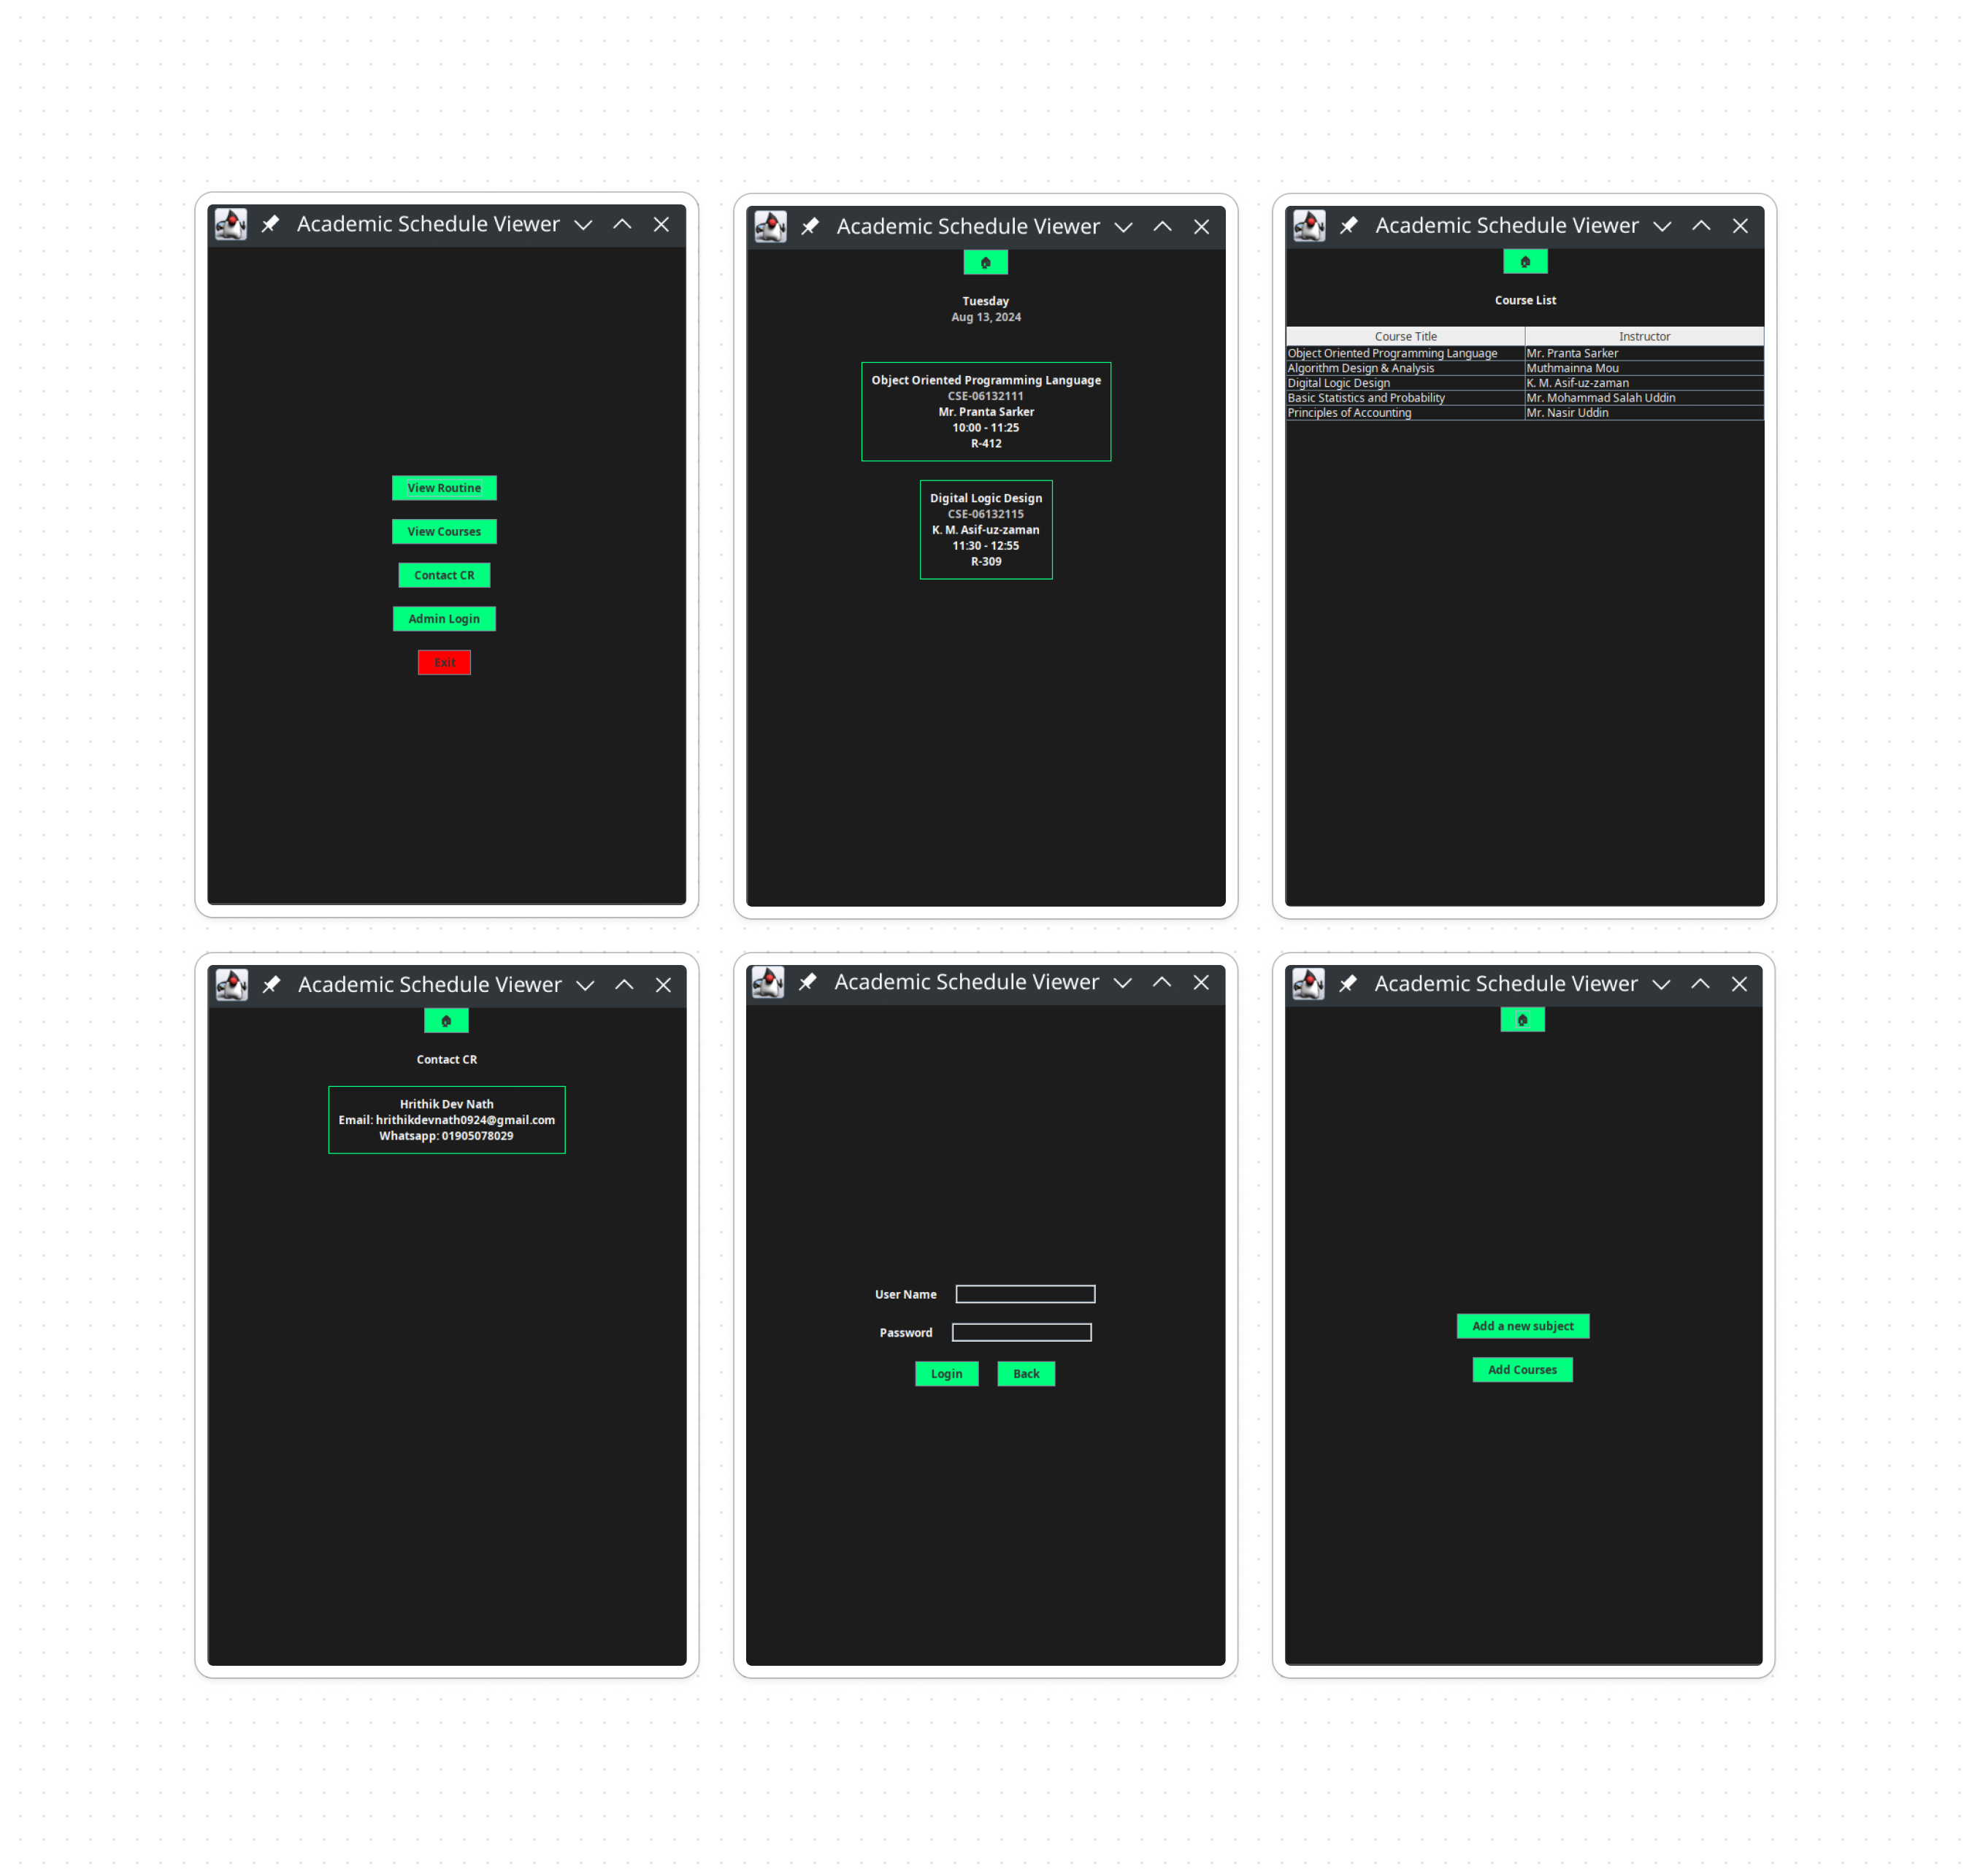 Academic Schedule Viewer
View Routine
View Courses
Contact CR
Admin Login
Exit
Academic Schedule Viewer
Tuesday
Aug 13, 2024
Object Oriented Programming Language
CSE-06132111
Mr. Pranta Sarker
10:00 - 11:25
R-412
Digital Logic Design
CSE-06132115
K. M. Asif-uz-zaman
11:30 - 12:55
R-309
Academic Schedule Viewer
Course List
Course Title Instructor
Object Oriented Programming Language Mr. Pranta Sarker
Algorithm Design & Analysis Muthmainna Mou
Digital Logic Design K. M. Asif-uz-zaman
Basic Statistics and Probability Mr. Mohammad Salah Uddin
Principles of Accounting Mr. Nasir Uddin
Academic Schedule Viewer
Contact CR
Hrithik Dev Nath
Email: hrithikdevnath0924@gmail.com
Whatsapp: 01905078029
Academic Schedule Viewer
User Name
Password
Login Back
Academic Schedule Viewer
Add a new subject
Add Courses